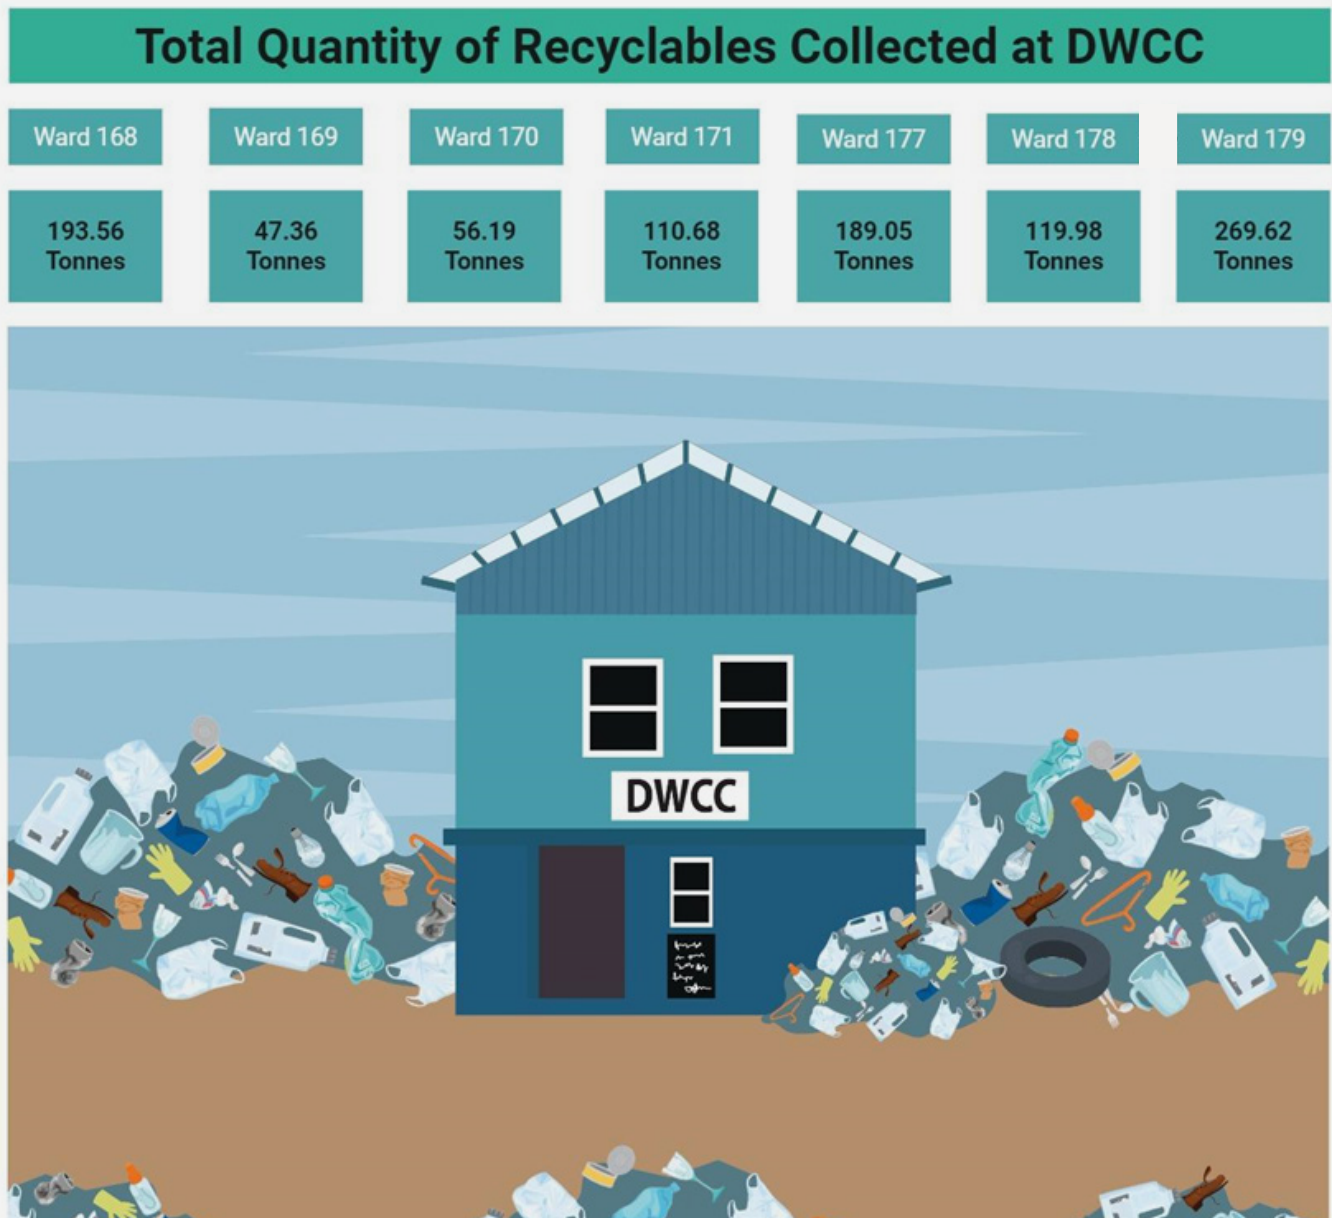 Total Quantity of Recyclables Collected at DWCC
Ward 168
Ward 169
Ward 170
Ward 171
Ward 177
Ward 178
Ward 179
193.56
Tonnes
47.36
Tonnes
56.19
Tonnes
110.68
Tonnes
189.05
Tonnes
119.98
Tonnes
269.62
Tonnes
DWCC